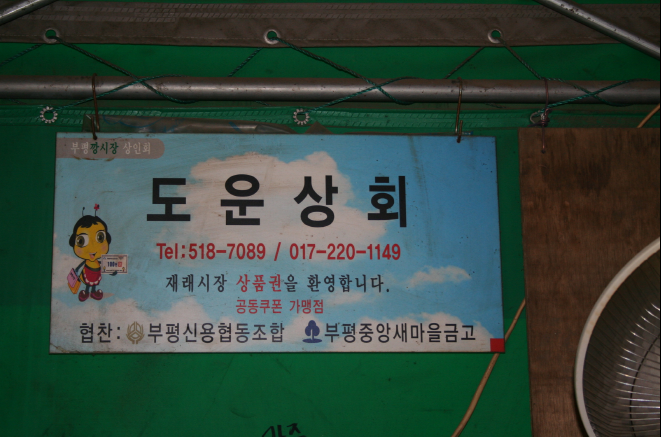 부평깡시장 상인회
도운상회
Tel:518-7089 / 017-220-1149
재래시장 상품권을 환영합니다.
공동쿠폰 가맹점
협찬: 부평신용협동조합 부평중앙새마을금고